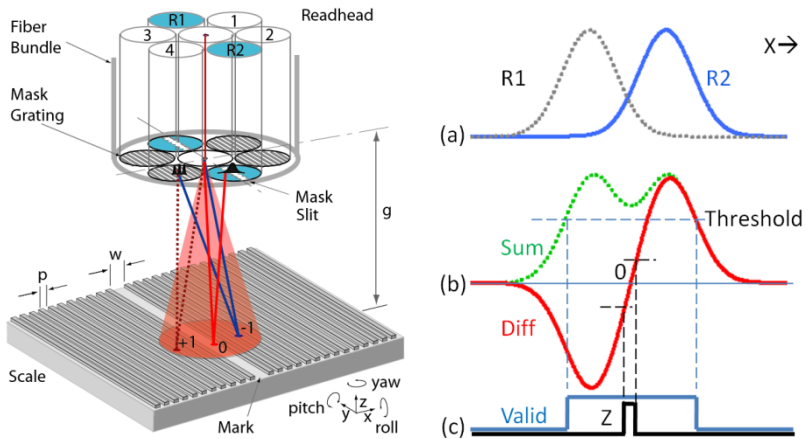 R1
1
Readhead
Fiber
Bundle
3
2
4
R2
Mask
Grating
Mask
Slit
g
w
p
+1
0
-1
Scale
Mark
yaw
pitch
z
y
x
roll
X→
R1
R2
(a)
Threshold
Sum
0
(b)
Diff
Valid
Z
(c)